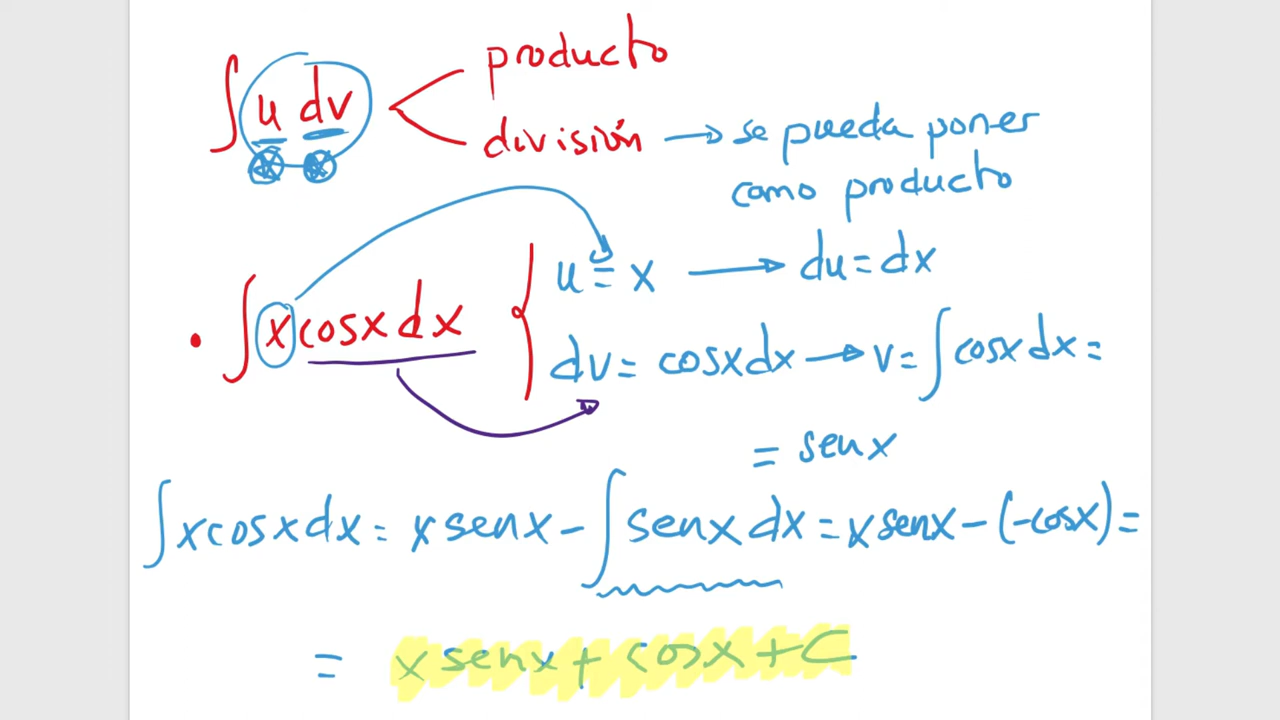 ∫ u dv
producto
división → se pueda poner
como producto
• ∫ x cosx dx
u = x → du = dx
dv = cosx dx → v = ∫ cosx dx =
= senx
∫ x cosx dx = x senx - ∫ senx dx = x senx - (-cosx) =
= x senx + cosx + C